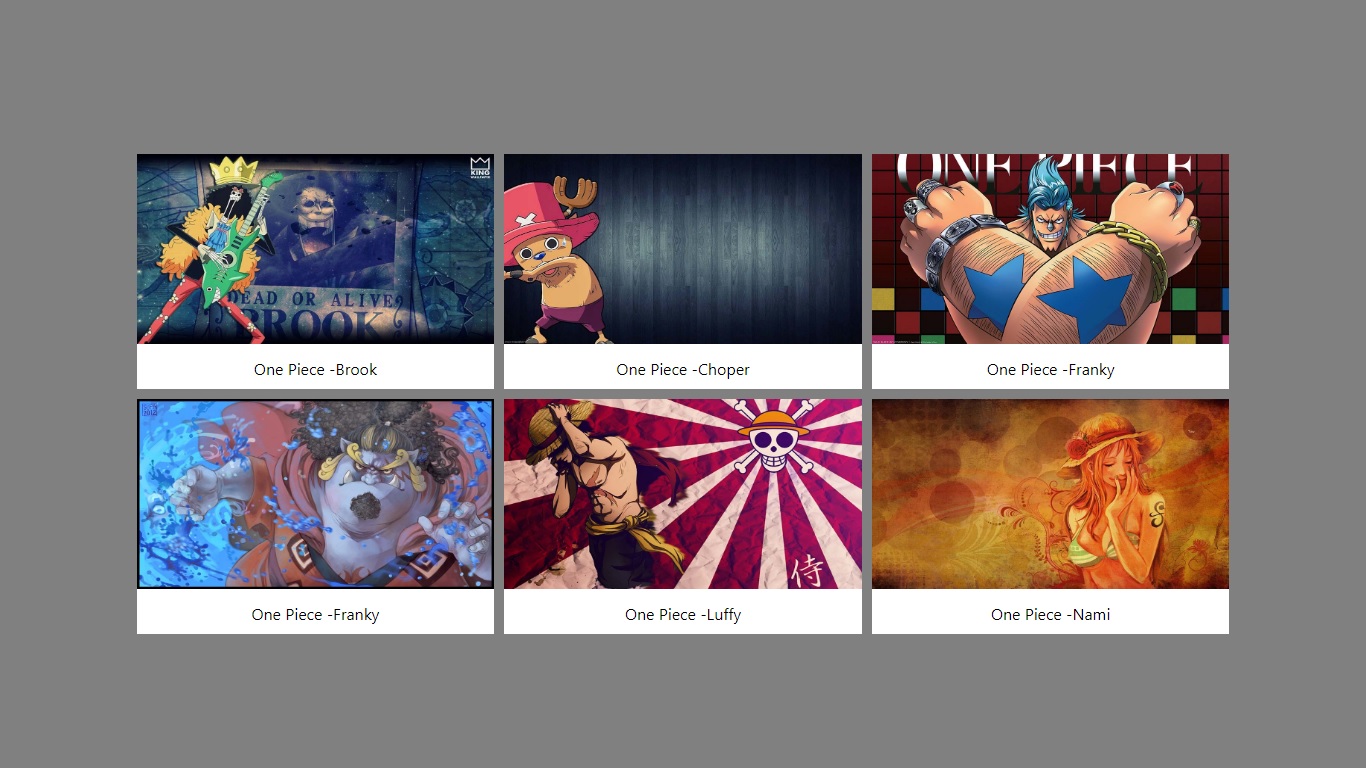 KING
DEAD OR ALIVE
BROOK
ONE PIECE
One Piece -Brook
One Piece -Choper
One Piece -Franky
2018
侍
One Piece -Franky
One Piece -Luffy
One Piece -Nami